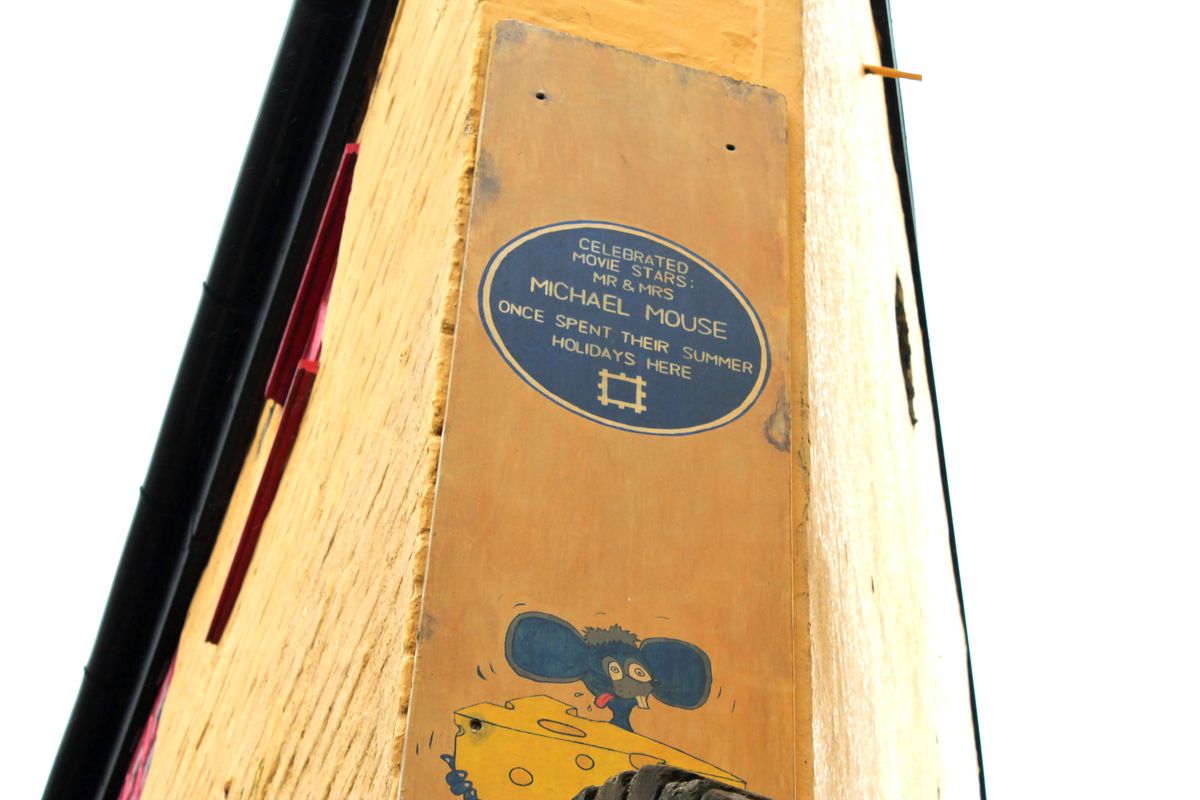 CELEBRATED
MOVIE STARS:
MR & MRS
MICHAEL MOUSE
ONCE SPENT THEIR SUMMER
HOLIDAYS HERE